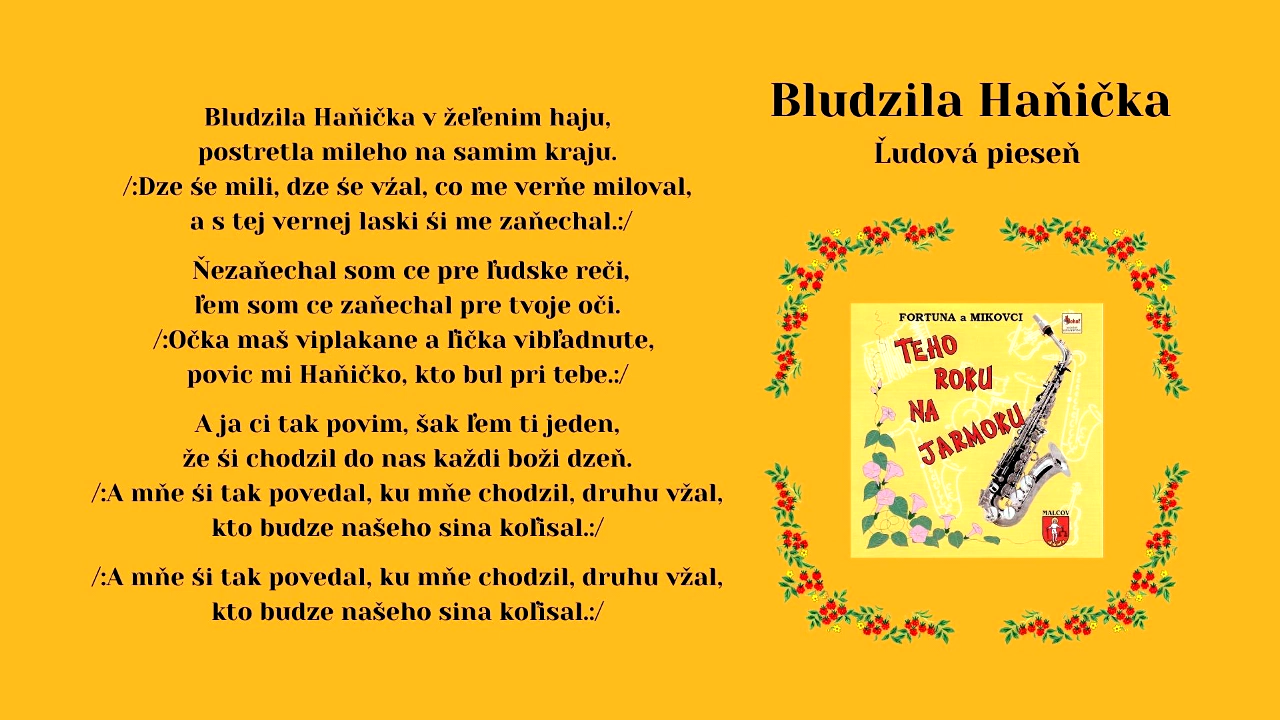 Bludzila Haňička
Ľudová pieseň
Bludzila Haňička v žeľenim haju,
postretla mileho na samim kraju.
/:Dze śe mili, dze śe vźal, co me verňe miloval,
a s tej vernej laski śi me zaňechal.:/
Ňezaňechal som ce pre ľudske reči,
ľem som ce zaňechal pre tvoje oči.
/:Očka maš viplakane a ľička vibľadnute,
povic mi Haňičko, kto bul pri tebe.:/
A ja ci tak povim, šak ľem ti jeden,
že śi chodzil do nas každi boži dzeň.
/:A mňe śi tak povedal, ku mňe chodzil, druhu vžal,
kto budze našeho sina koľisal.:/
/:A mňe śi tak povedal, ku mňe chodzil, druhu vžal,
kto budze našeho sina koľisal.:/
FORTUNA a MIKOVCI
TEHO
ROKU
NA
JARMOKU
MALCOV